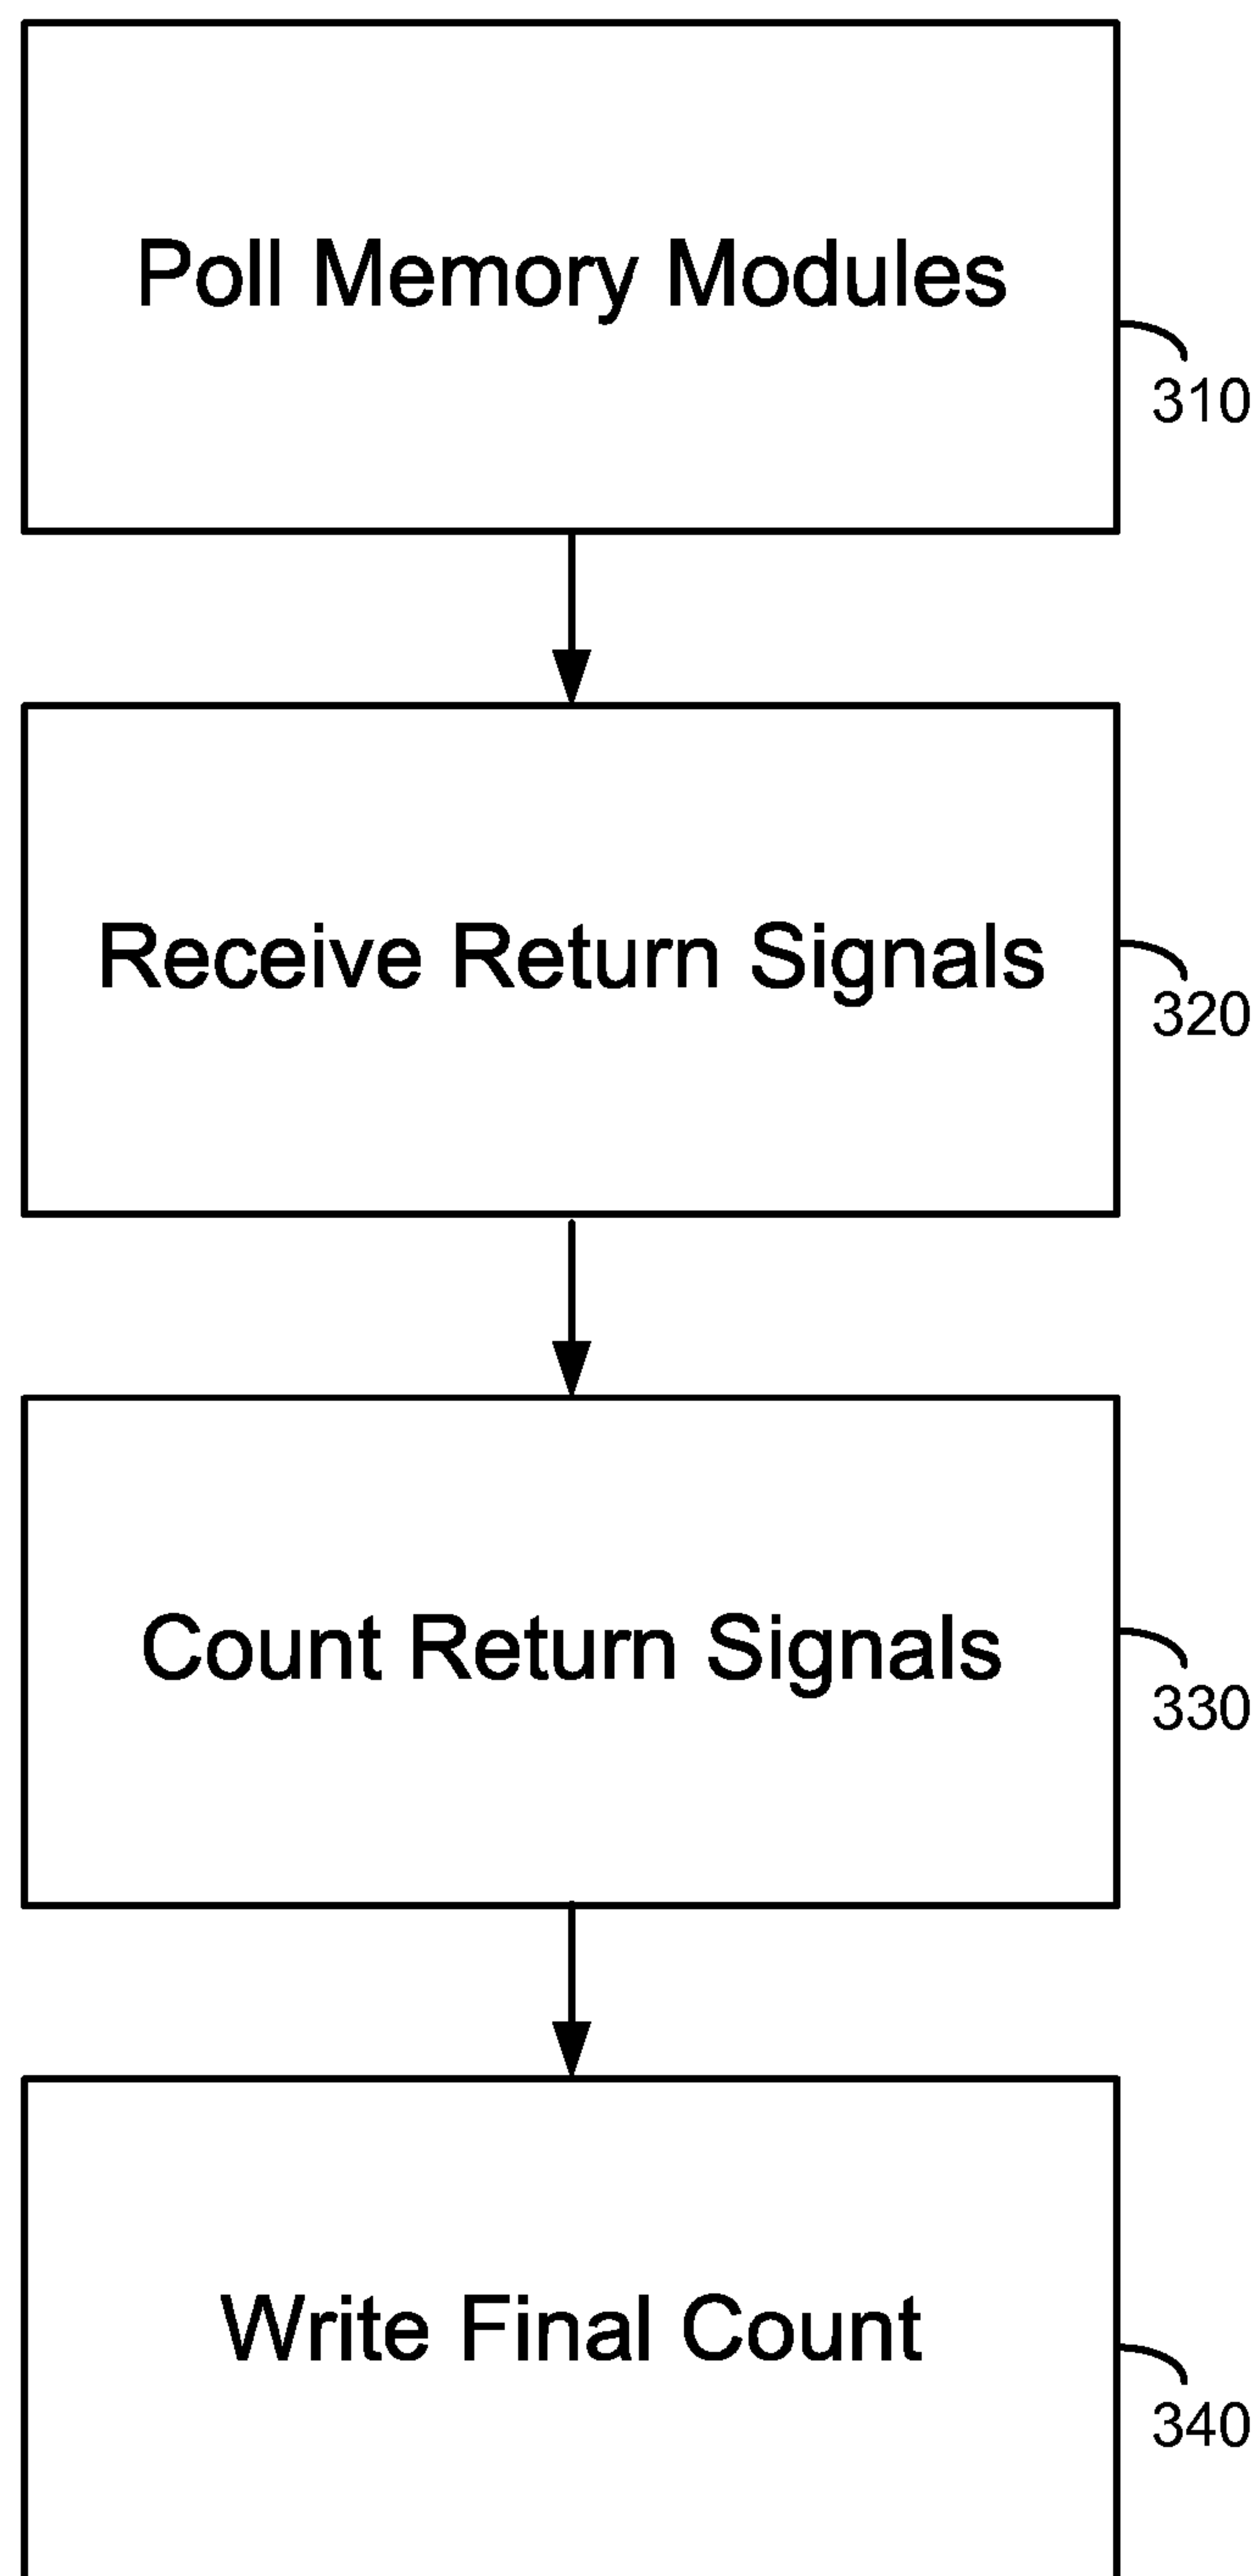 Poll Memory Modules
310
Receive Return Signals
320
Count Return Signals
330
Write Final Count
340